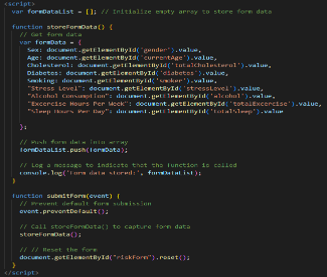 <script>
var formDataList = []; // Initialize empty array to store form data
function storeFormData() {
// Get form data
var formData = {
Sex: document.getElementById('gender').value,
Age: document.getElementById('currentAge').value,
Cholesterol: document.getElementById('totalCholesterol').value,
Diabetes: document.getElementById('diabetes').value,
Smoking: document.getElementById('smoker').value,
"Stress Level": document.getElementById('stressLevel').value,
"Alcohol Consumption": document.getElementById('alcohol').value,
"Excercise Hours Per Week": document.getElementById('totalExcercise').value,
"Sleep Hours Per Day": document.getElementById('totalSleep').value
};
// Push form data into array
formDataList.push(formData);
// Log a message to indicate that the function is called
console.log("Form data stored:", formDataList);
}
function submitForm(event) {
// Prevent default form submission
event.preventDefault();
// Call storeFormData() to capture form data
storeFormData();
// // Reset the form
document.getElementById("riskForm").reset();
}
</script>